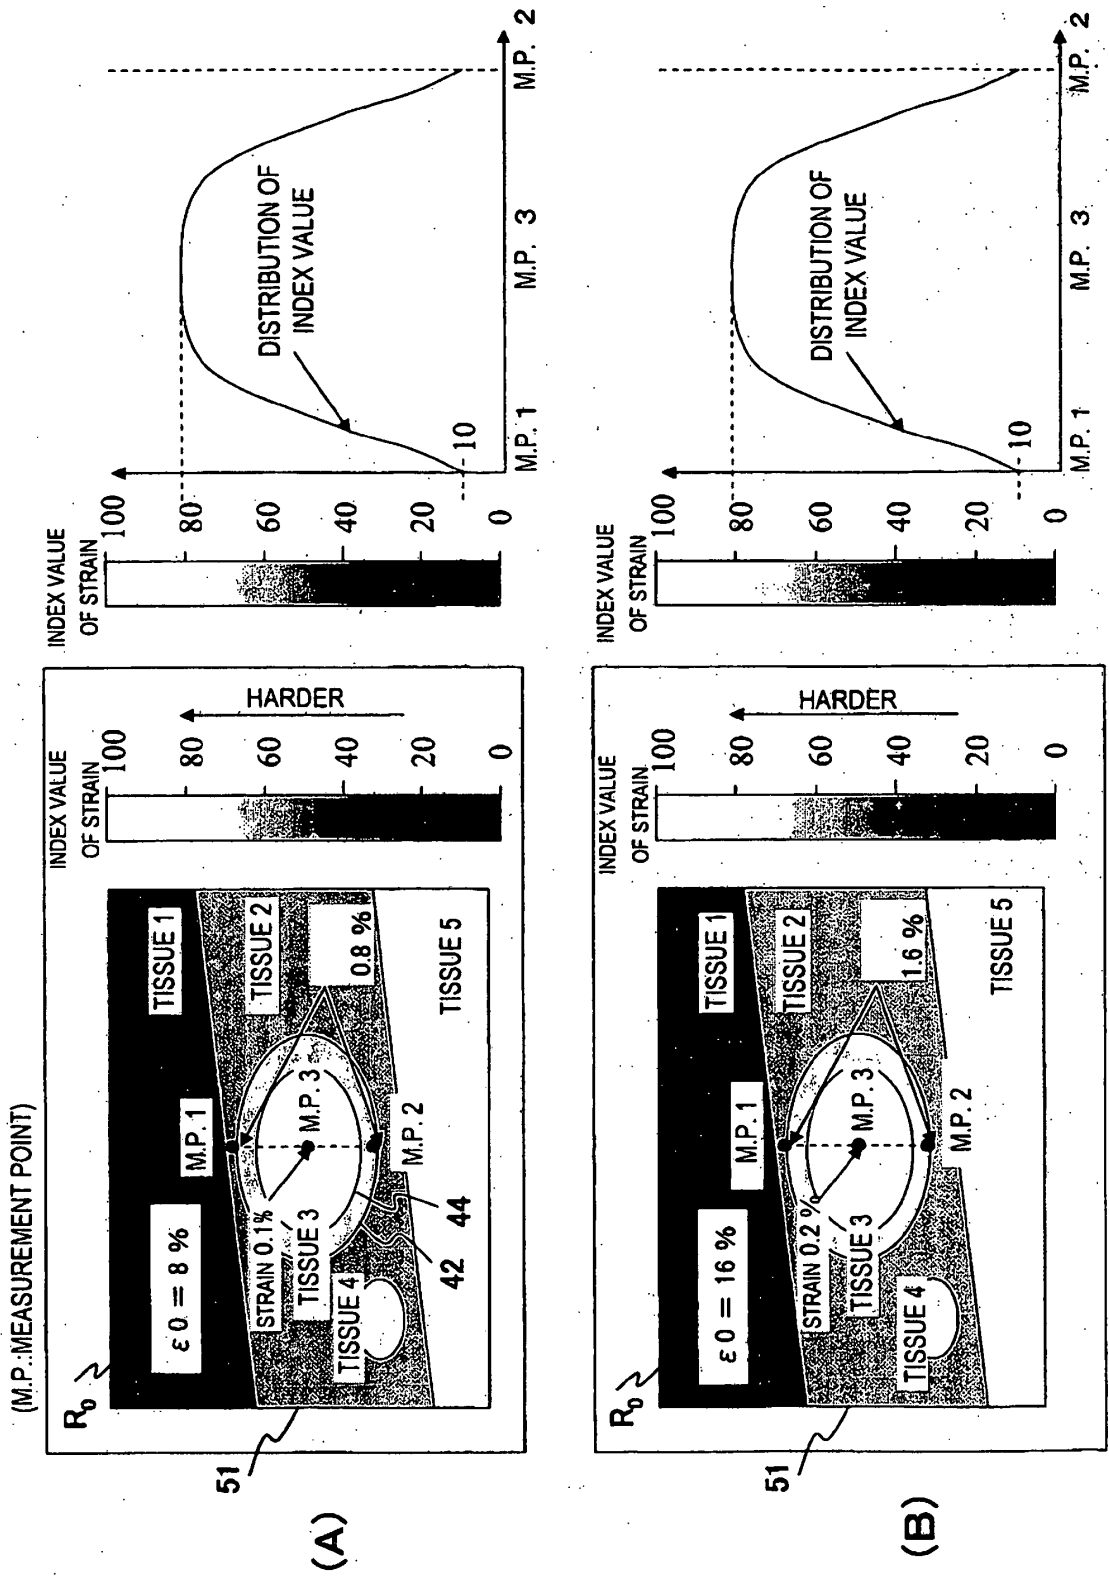 (M.P.:MEASUREMENT POINT)
(A)
51
R0
ε0 = 8 %
TISSUE 1
M.P. 1
TISSUE 2
STRAIN 0.1%
M.P. 3
0.8 %
TISSUE 3
TISSUE 4
M.P. 2
42
44
TISSUE 5
INDEX VALUE
OF STRAIN
100
80
60
40
20
0
HARDER
INDEX VALUE
OF STRAIN
100
80
60
40
20
0
10
DISTRIBUTION OF
INDEX VALUE
M.P. 1
M.P. 3
M.P. 2
(B)
51
R0
ε0 = 16 %
TISSUE 1
M.P. 1
TISSUE 2
STRAIN 0.2 %
M.P. 3
1.6 %
TISSUE 3
TISSUE 4
M.P. 2
TISSUE 5
INDEX VALUE
OF STRAIN
100
80
60
40
20
0
HARDER
INDEX VALUE
OF STRAIN
100
80
60
40
20
0
10
DISTRIBUTION OF
INDEX VALUE
M.P. 1
M.P. 3
M.P. 2